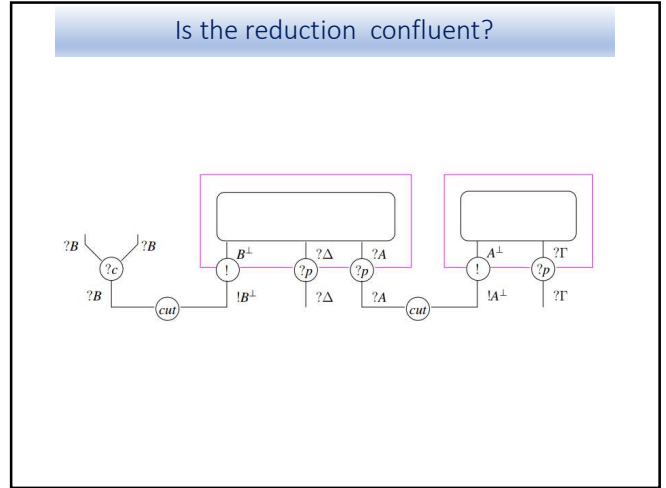 Is the reduction confluent?
B⊥ ?Δ ?A A⊥ ?Γ
?B ?B
?c ! ?p ?p ! ?p
?B !B⊥ ?Δ ?A !A⊥ ?Γ
cut cut